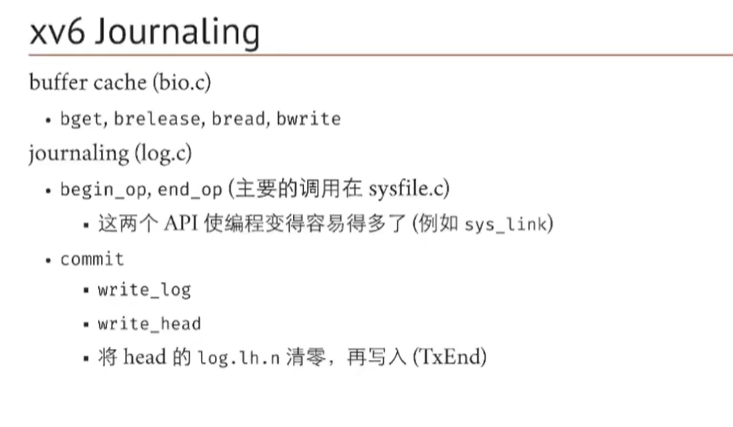 xv6 Journaling
buffer cache (bio.c)
• bget, brelease, bread, bwrite
journaling (log.c)
• begin_op, end_op (主要的调用在 sysfile.c)
▪ 这两个 API 使编程变得容易得多了 (例如 sys_link)
• commit
▪ write_log
▪ write_head
▪ 将 head 的 log.lh.n 清零，再写入 (TxEnd)